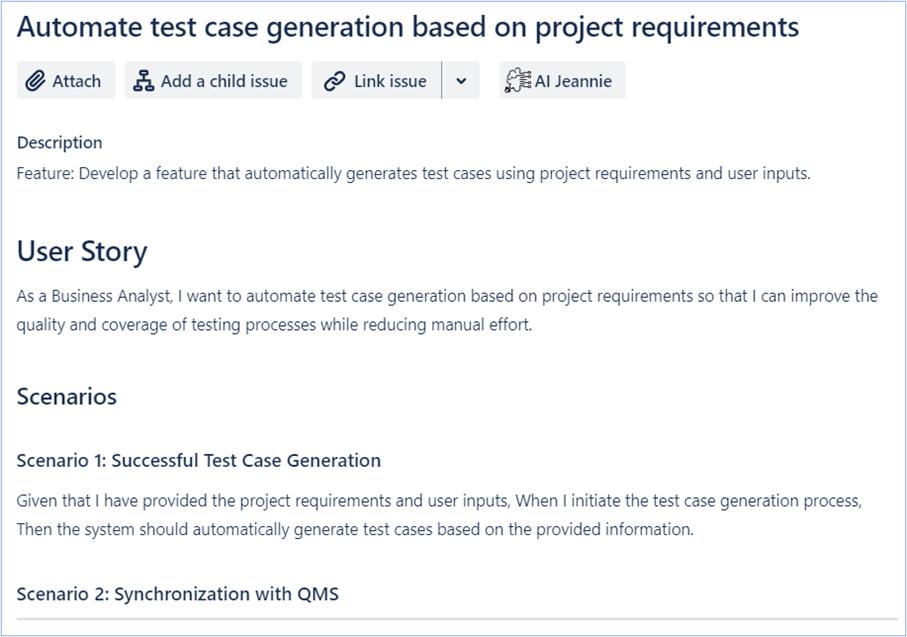 Automate test case generation based on project requirements
Attach Add a child issue Link issue AI Jeannie
Description
Feature: Develop a feature that automatically generates test cases using project requirements and user inputs.
User Story
As a Business Analyst, I want to automate test case generation based on project requirements so that I can improve the
quality and coverage of testing processes while reducing manual effort.
Scenarios
Scenario 1: Successful Test Case Generation
Given that I have provided the project requirements and user inputs, When I initiate the test case generation process,
Then the system should automatically generate test cases based on the provided information.
Scenario 2: Synchronization with QMS